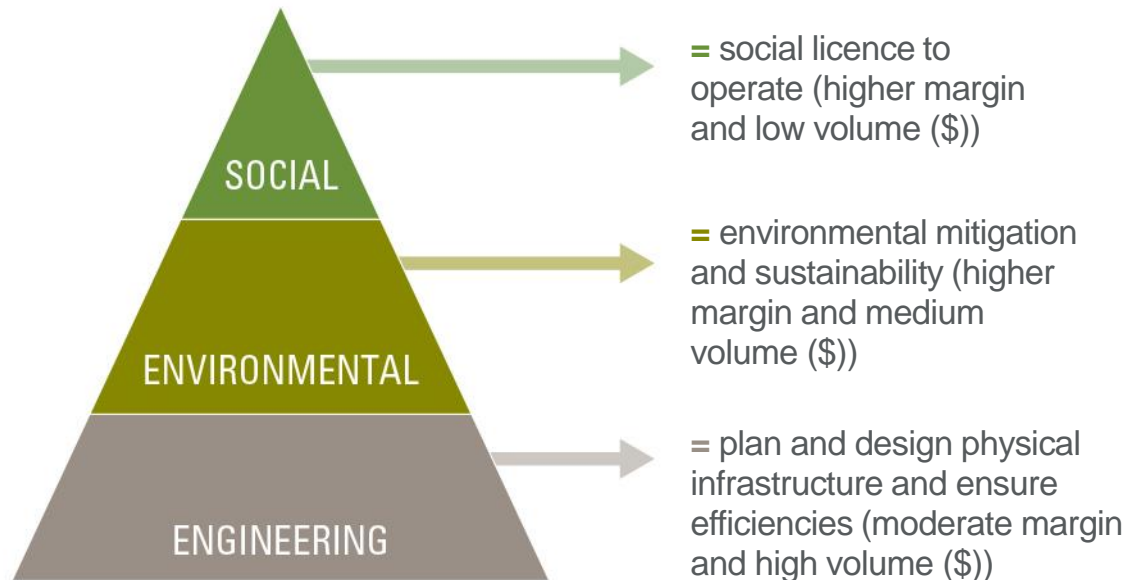 SOCIAL
= social licence to
operate (higher margin
and low volume ($))
ENVIRONMENTAL
= environmental mitigation
and sustainability (higher
margin and medium
volume ($))
ENGINEERING
= plan and design physical
infrastructure and ensure
efficiencies (moderate margin
and high volume ($))